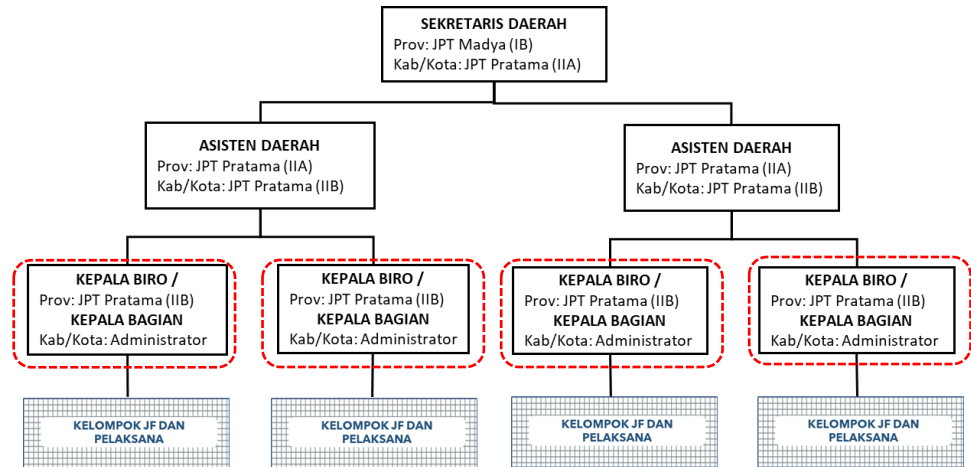 SEKRETARIS DAERAH
Prov: JPT Madya (IB)
Kab/Kota: JPT Pratama (IIA)
ASISTEN DAERAH
Prov: JPT Pratama (IIA)
Kab/Kota: JPT Pratama (IIB)
ASISTEN DAERAH
Prov: JPT Pratama (IIA)
Kab/Kota: JPT Pratama (IIB)
KEPALA BIRO /
Prov: JPT Pratama (IIB)
KEPALA BAGIAN
Kab/Kota: Administrator
KEPALA BIRO /
Prov: JPT Pratama (IIB)
KEPALA BAGIAN
Kab/Kota: Administrator
KEPALA BIRO /
Prov: JPT Pratama (IIB)
KEPALA BAGIAN
Kab/Kota: Administrator
KEPALA BIRO /
Prov: JPT Pratama (IIB)
KEPALA BAGIAN
Kab/Kota: Administrator
KELOMPOK JF DAN
PELAKSANA
KELOMPOK JF DAN
PELAKSANA
KELOMPOK JF DAN
PELAKSANA
KELOMPOK JF DAN
PELAKSANA